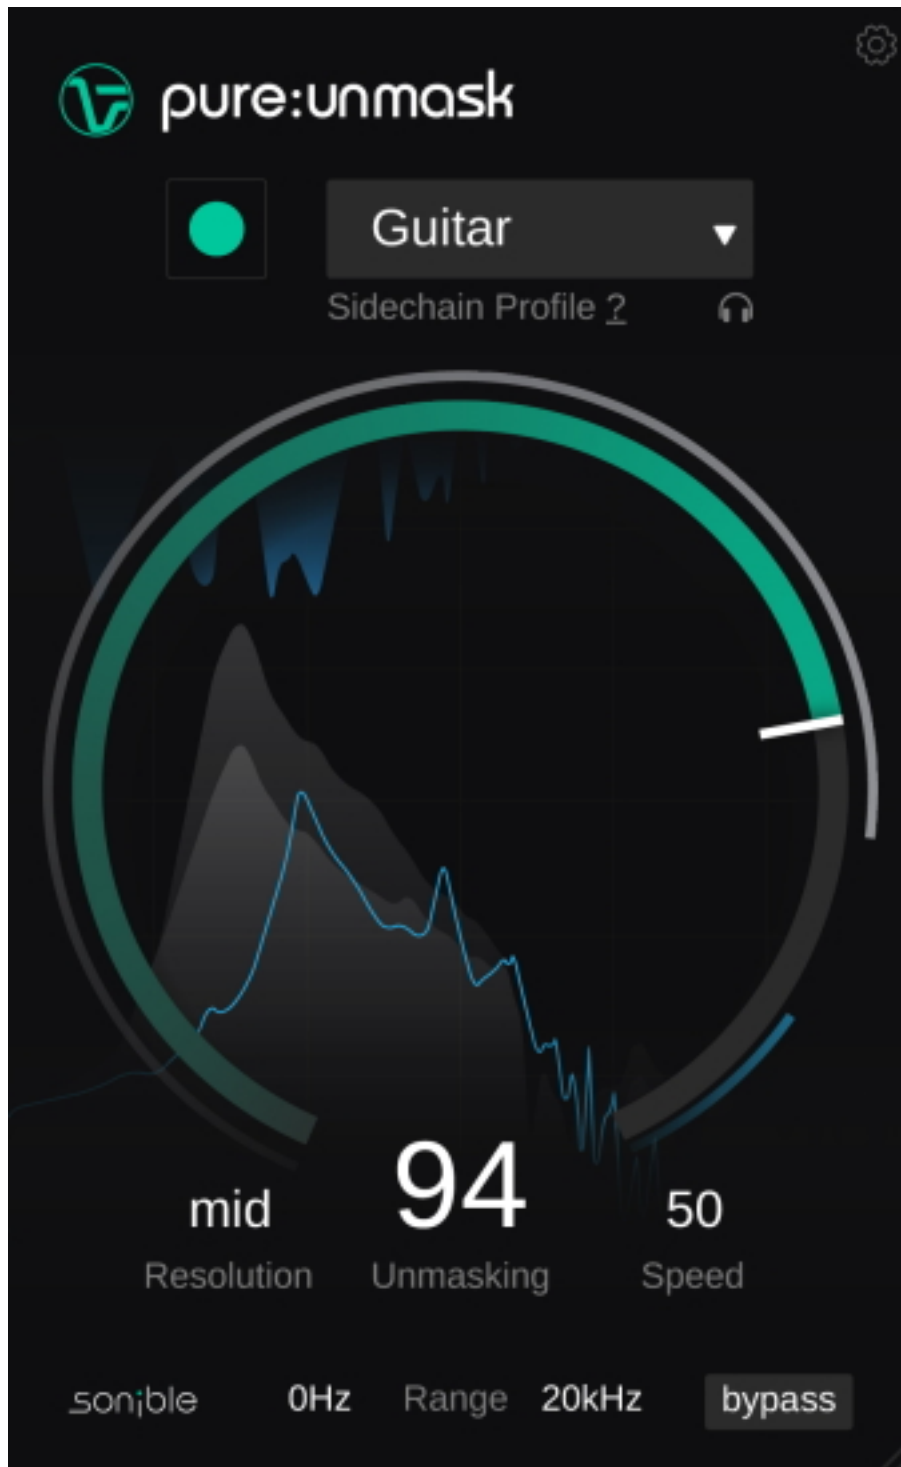 pure:unmask
Guitar
Sidechain Profile ?
mid 94 50
Resolution Unmasking Speed
sonible 0Hz Range 20kHz bypass